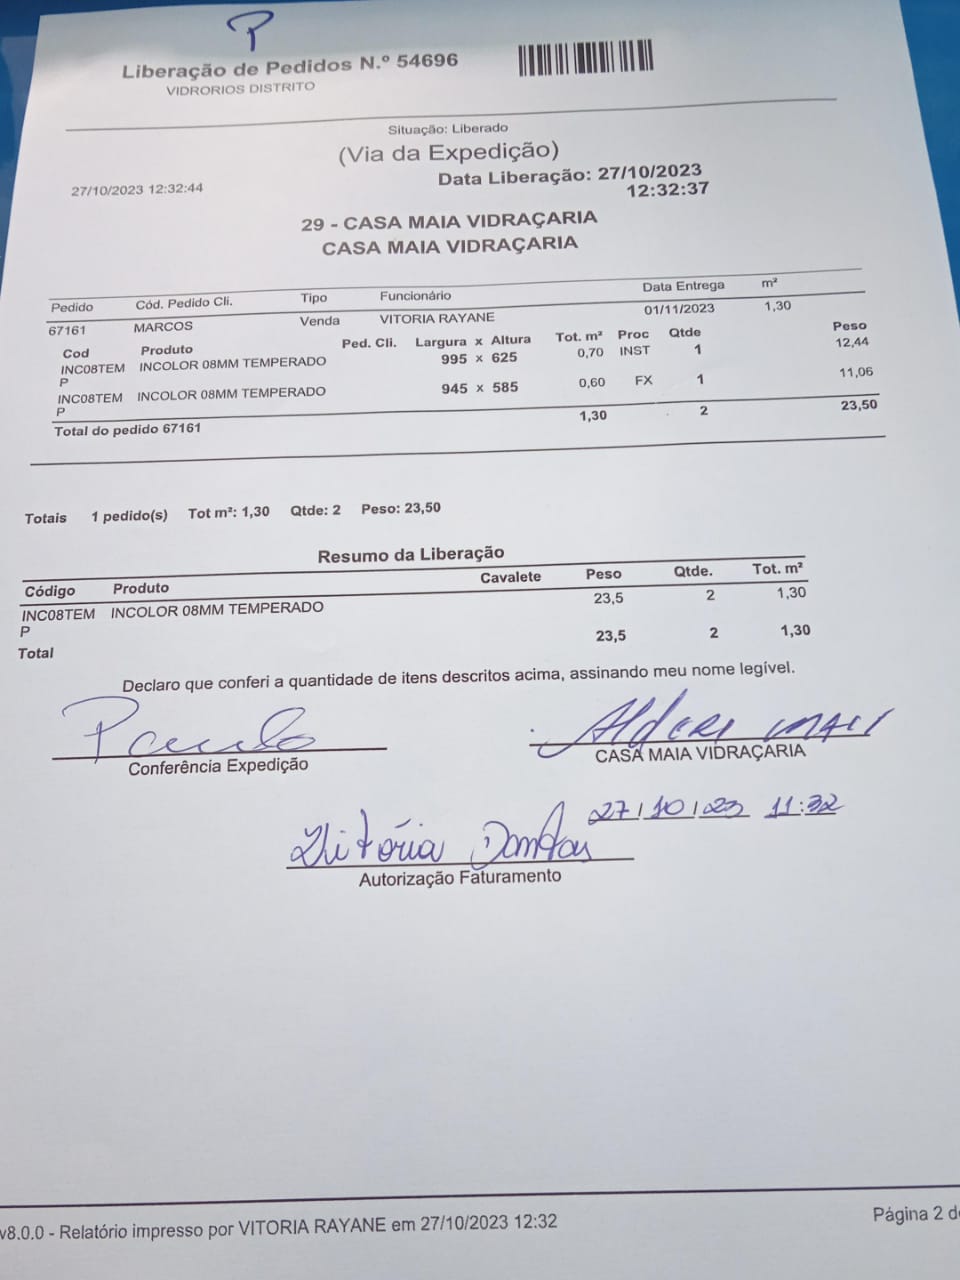 P
Liberação de Pedidos N.º 54696
VIDRORIOS DISTRITO
Situação: Liberado
(Via da Expedição)
27/10/2023 12:32:44
Data Liberação: 27/10/2023
12:32:37
29 - CASA MAIA VIDRAÇARIA
CASA MAIA VIDRAÇARIA
Pedido Cód. Pedido Cli. Tipo Funcionário Data Entrega m²
67161 MARCOS Venda VITORIA RAYANE 01/11/2023 1,30
Cod Produto Ped. Cli. Largura x Altura Tot. m² Proc Qtde Peso
INC08TEM INCOLOR 08MM TEMPERADO 995 x 625 0,70 INST 1 12,44
P
INC08TEM INCOLOR 08MM TEMPERADO 945 x 585 0,60 FX 1 11,06
P
Total do pedido 67161 1,30 2 23,50
Totais 1 pedido(s) Tot m²: 1,30 Qtde: 2 Peso: 23,50
Resumo da Liberação
Código Produto Cavalete Peso Qtde. Tot. m²
INC08TEM INCOLOR 08MM TEMPERADO 23,5 2 1,30
P
Total 23,5 2 1,30
Declaro que conferi a quantidade de itens descritos acima, assinando meu nome legível.
Paulo
Conferência Expedição
Alderi Maia
CASA MAIA VIDRAÇARIA
27/10/23 11:32
Vitória Dantas
Autorização Faturamento
v8.0.0 - Relatório impresso por VITORIA RAYANE em 27/10/2023 12:32
Página 2 de